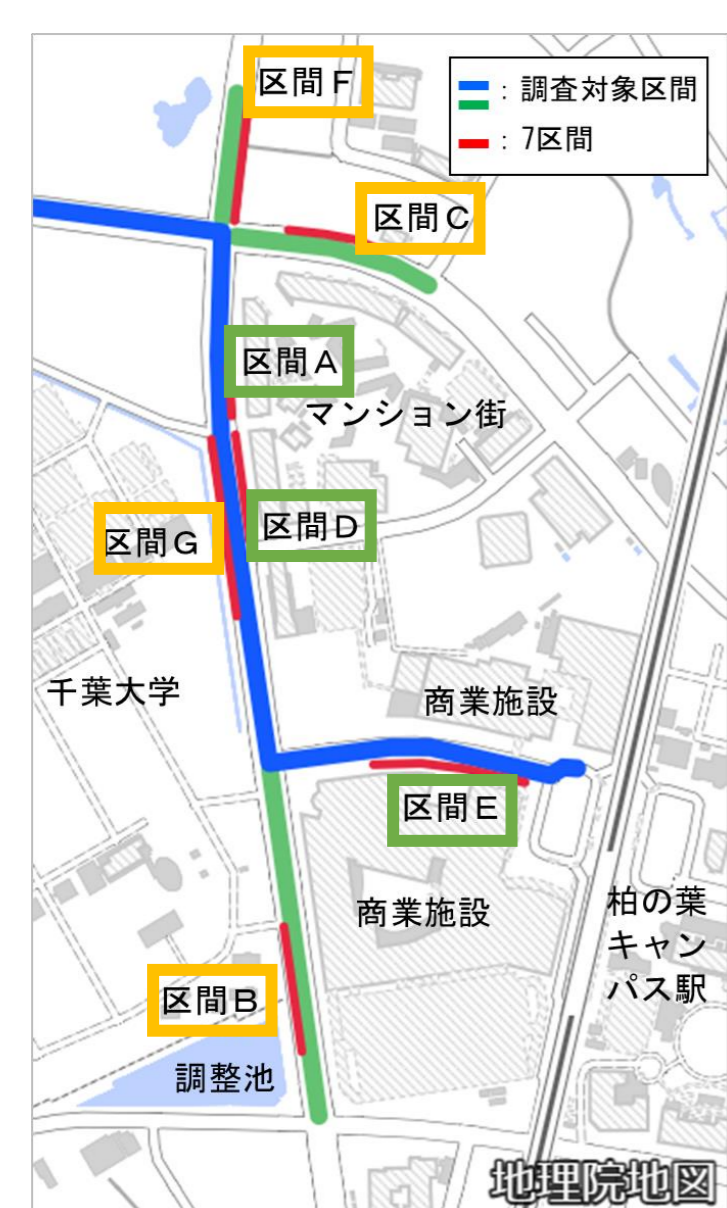 区間F
：調査対象区間
：7区間
区間C
区間A
マンション街
区間D
区間G
千葉大学
商業施設
区間E
商業施設
柏の葉
キャン
パス駅
区間B
調整池
地理院地図